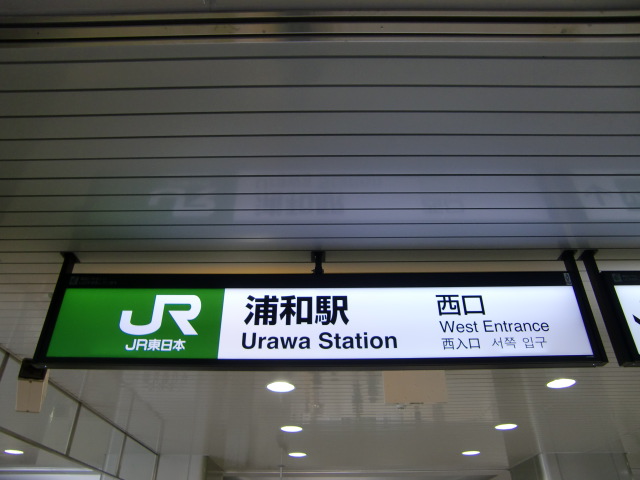 JR
JR東日本
浦和駅
Urawa Station
西口
West Entrance
西入口 서쪽 입구